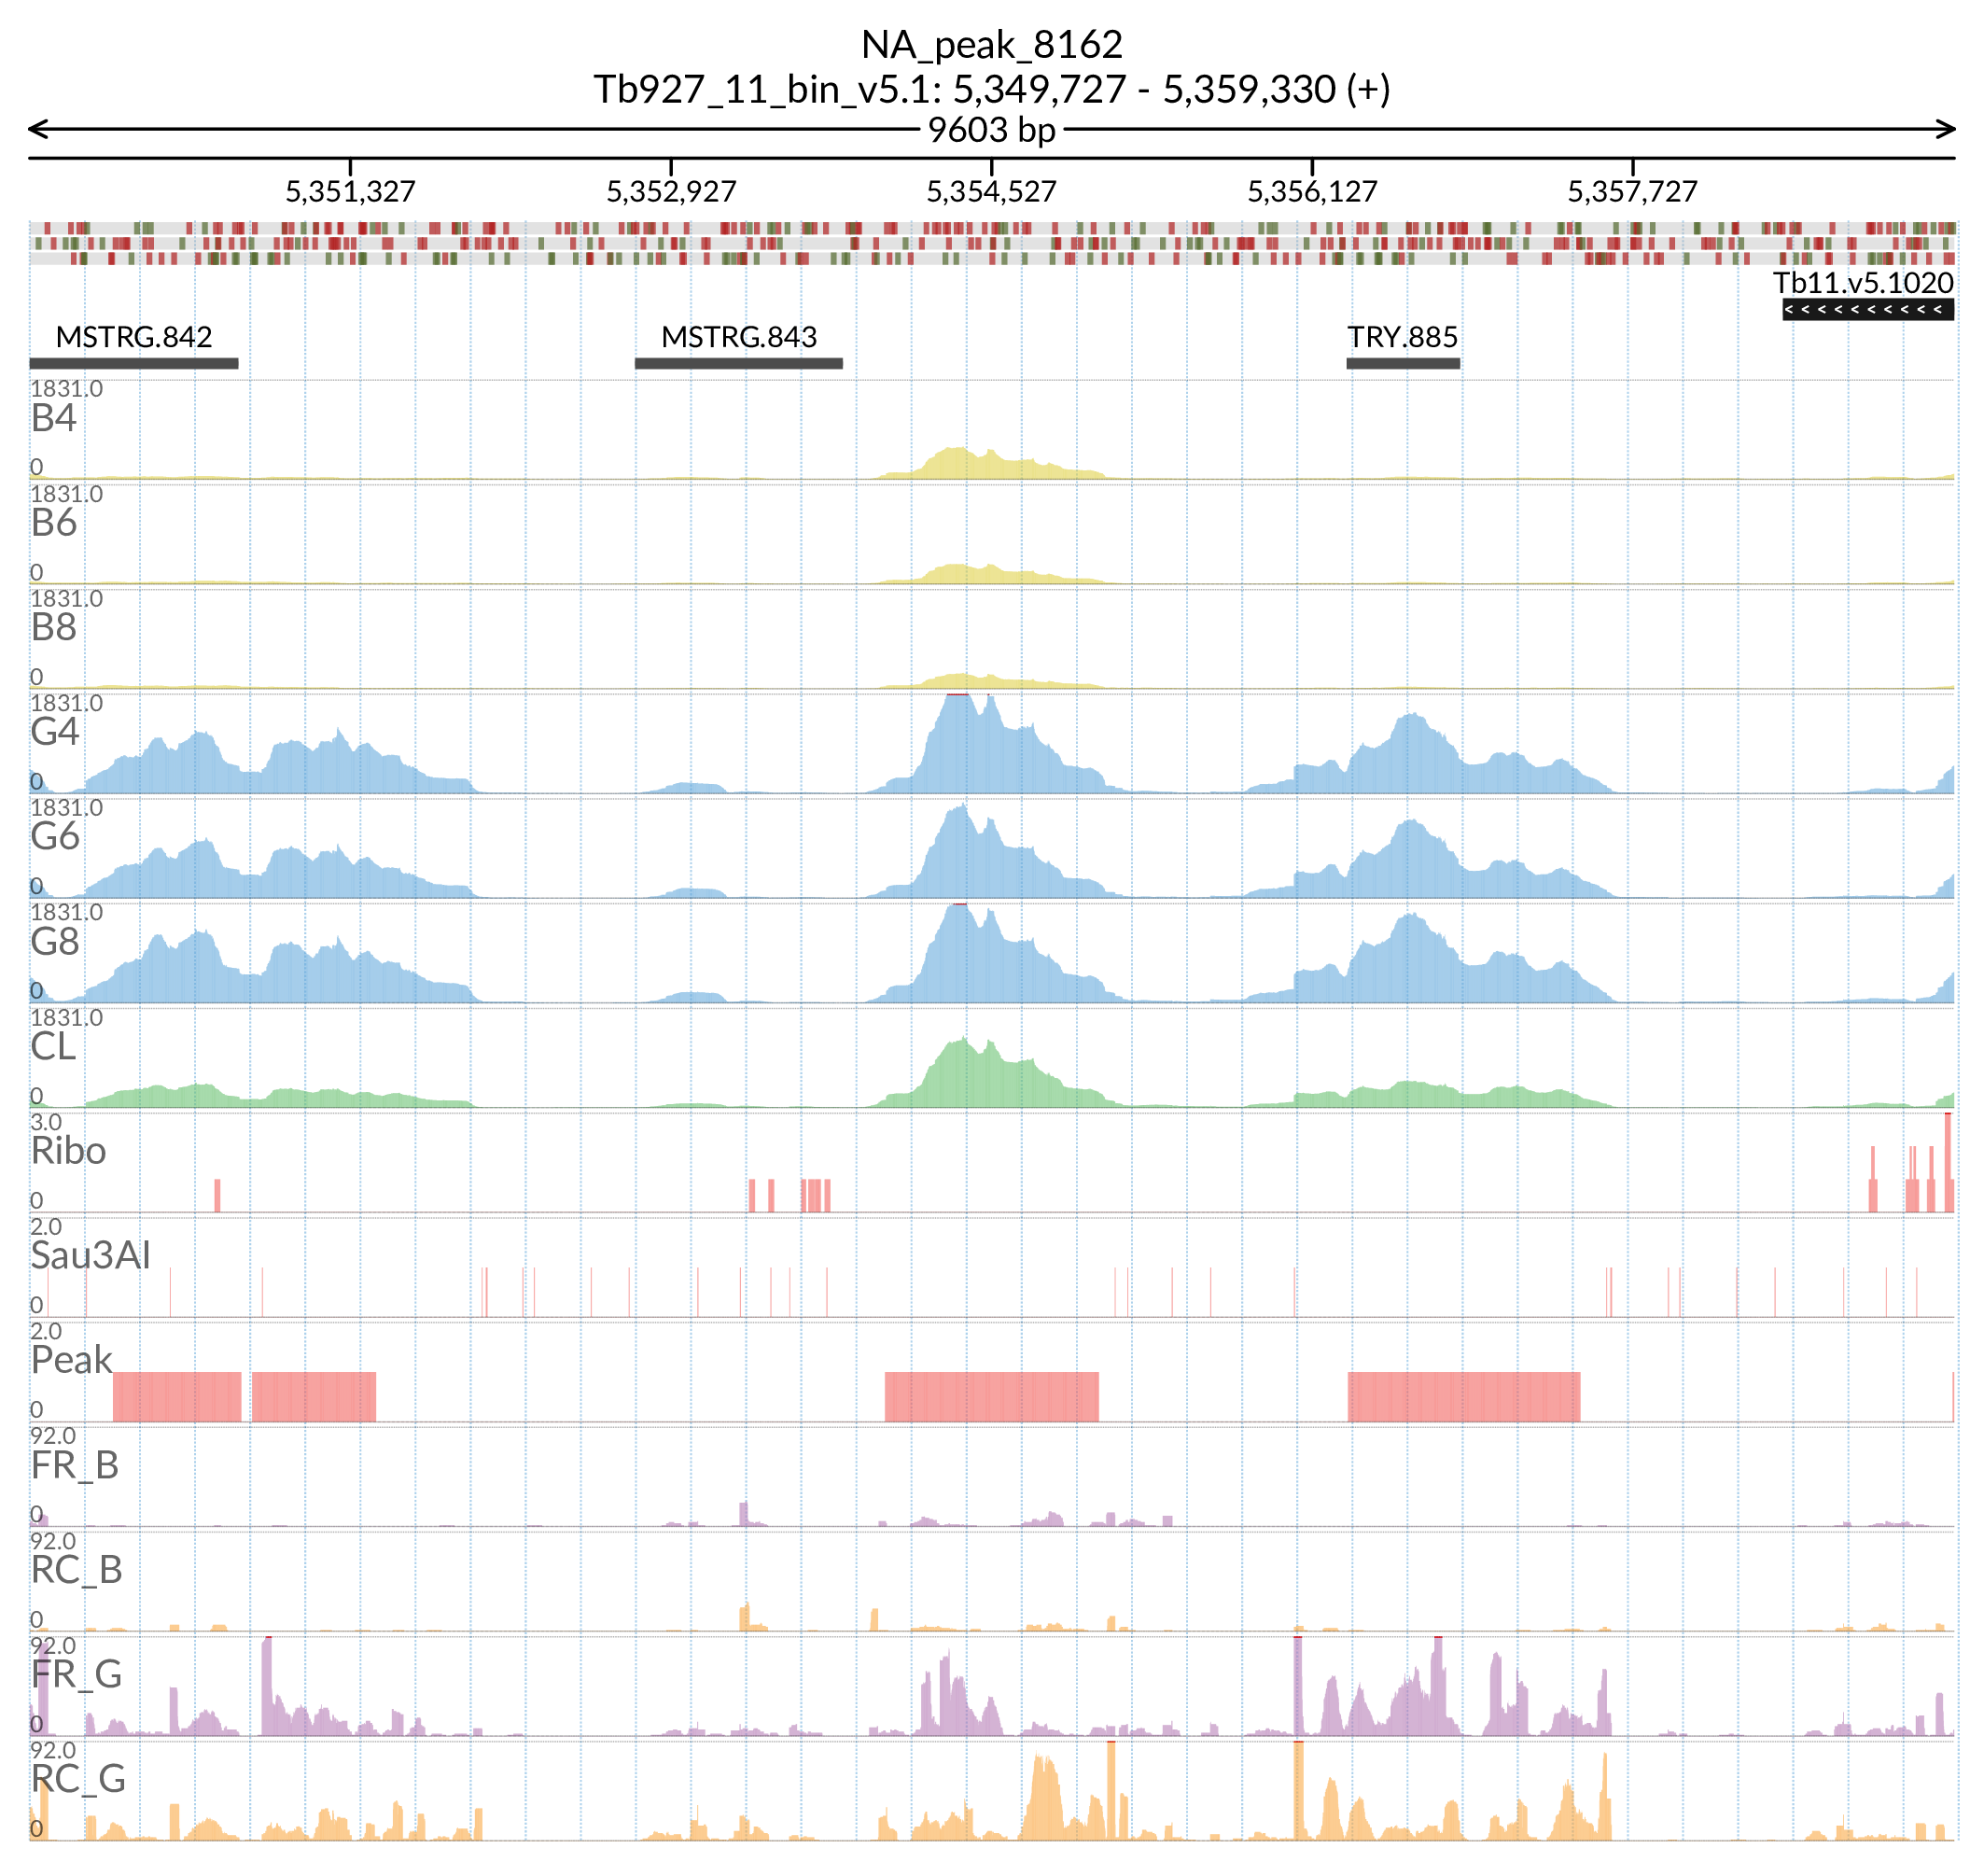 NA_peak_8162
Tb927_11_bin_v5.1: 5,349,727 - 5,359,330 (+)
9603 bp
5,351,327 5,352,927 5,354,527 5,356,127 5,357,727
Tb11.v5.1020
< < < < < < < < < <
MSTRG.842 MSTRG.843 TRY.885
1831.0
B4
0
1831.0
B6
0
1831.0
B8
0
1831.0
G4
0
1831.0
G6
0
1831.0
G8
0
1831.0
CL
0
3.0
Ribo
0
2.0
Sau3AI
0
2.0
Peak
0
92.0
FR_B
0
92.0
RC_B
0
92.0
FR_G
0
92.0
RC_G
0